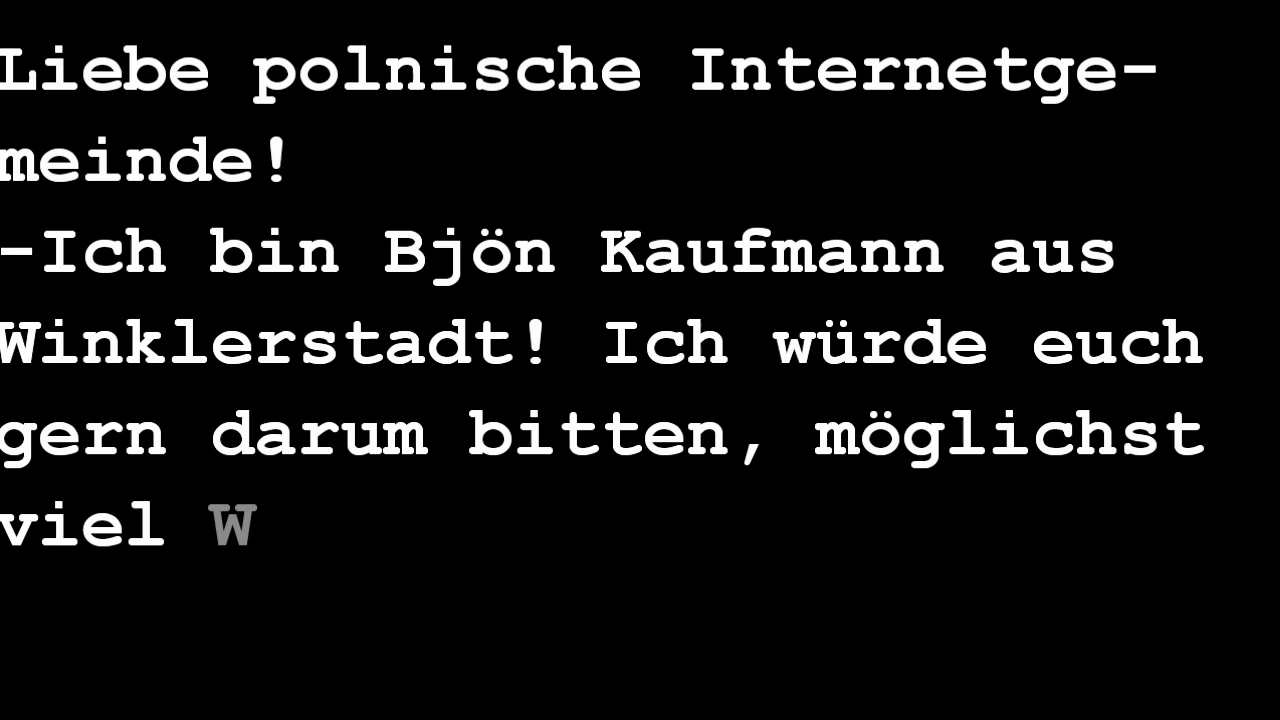 Liebe polnische Internetge-
meinde!
-Ich bin Bjön Kaufmann aus
Winklerstadt! Ich würde euch
gern darum bitten, möglichst
viel W